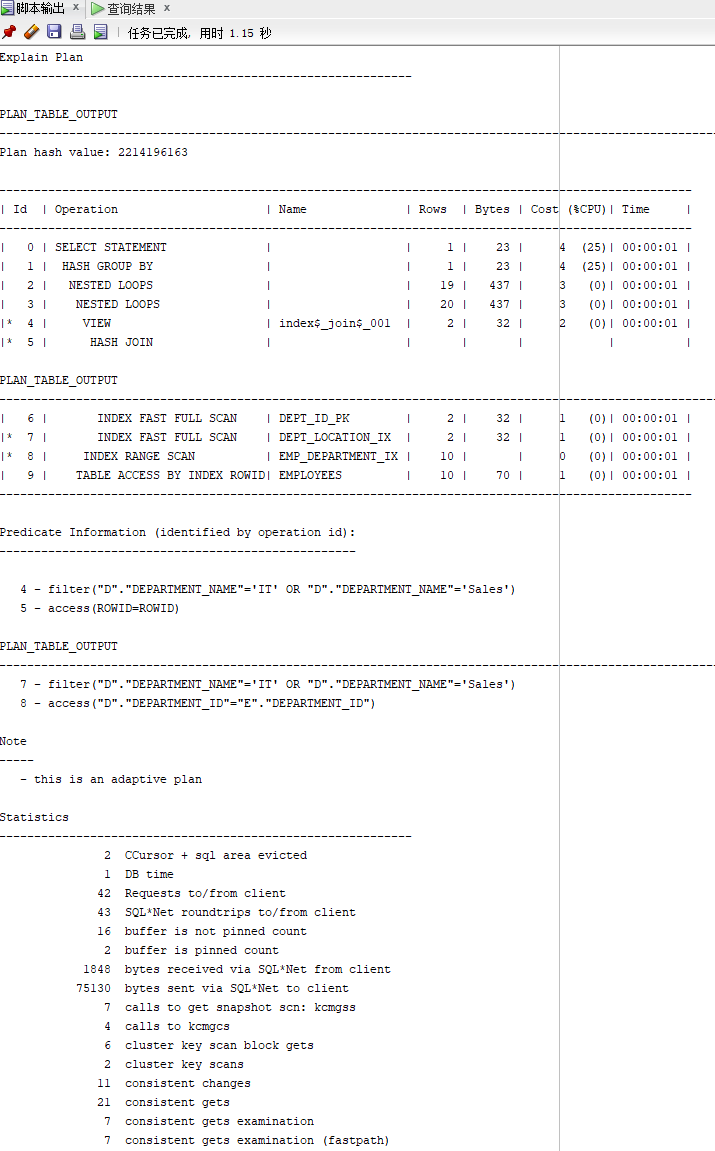 脚本输出 × 查询结果 ×
任务已完成, 用时 1.15 秒
Explain Plan
-----------------------------------------------------------
PLAN_TABLE_OUTPUT
-------------------------------------------------------------------------------------------------------
Plan hash value: 2214196163
---------------------------------------------------------------------------------------------------
| Id  | Operation                     | Name              | Rows  | Bytes | Cost (%CPU)| Time     |
---------------------------------------------------------------------------------------------------
|   0 | SELECT STATEMENT              |                   |     1 |    23 |     4  (25)| 00:00:01 |
|   1 |  HASH GROUP BY                |                   |     1 |    23 |     4  (25)| 00:00:01 |
|   2 |   NESTED LOOPS                |                   |    19 |   437 |     3   (0)| 00:00:01 |
|   3 |    NESTED LOOPS               |                   |    20 |   437 |     3   (0)| 00:00:01 |
|*  4 |     VIEW                      | index$_join$_001  |     2 |    32 |     2   (0)| 00:00:01 |
|*  5 |      HASH JOIN                |                   |       |       |            |          |
PLAN_TABLE_OUTPUT
-------------------------------------------------------------------------------------------------------
|   6 |       INDEX FAST FULL SCAN    | DEPT_ID_PK        |     2 |    32 |     1   (0)| 00:00:01 |
|*  7 |       INDEX FAST FULL SCAN    | DEPT_LOCATION_IX  |     2 |    32 |     1   (0)| 00:00:01 |
|*  8 |     INDEX RANGE SCAN          | EMP_DEPARTMENT_IX |    10 |       |     0   (0)| 00:00:01 |
|   9 |    TABLE ACCESS BY INDEX ROWID| EMPLOYEES         |    10 |    70 |     1   (0)| 00:00:01 |
---------------------------------------------------------------------------------------------------
Predicate Information (identified by operation id):
---------------------------------------------------
4 - filter("D"."DEPARTMENT_NAME"='IT' OR "D"."DEPARTMENT_NAME"='Sales')
5 - access(ROWID=ROWID)
PLAN_TABLE_OUTPUT
-------------------------------------------------------------------------------------------------------
7 - filter("D"."DEPARTMENT_NAME"='IT' OR "D"."DEPARTMENT_NAME"='Sales')
8 - access("D"."DEPARTMENT_ID"="E"."DEPARTMENT_ID")
Note
-----
- this is an adaptive plan
Statistics
-----------------------------------------------------------
2 CCursor + sql area evicted
1 DB time
42 Requests to/from client
43 SQL*Net roundtrips to/from client
16 buffer is not pinned count
2 buffer is pinned count
1848 bytes received via SQL*Net from client
75130 bytes sent via SQL*Net to client
7 calls to get snapshot scn: kcmgss
4 calls to kcmgcs
6 cluster key scan block gets
2 cluster key scans
11 consistent changes
21 consistent gets
7 consistent gets examination
7 consistent gets examination (fastpath)